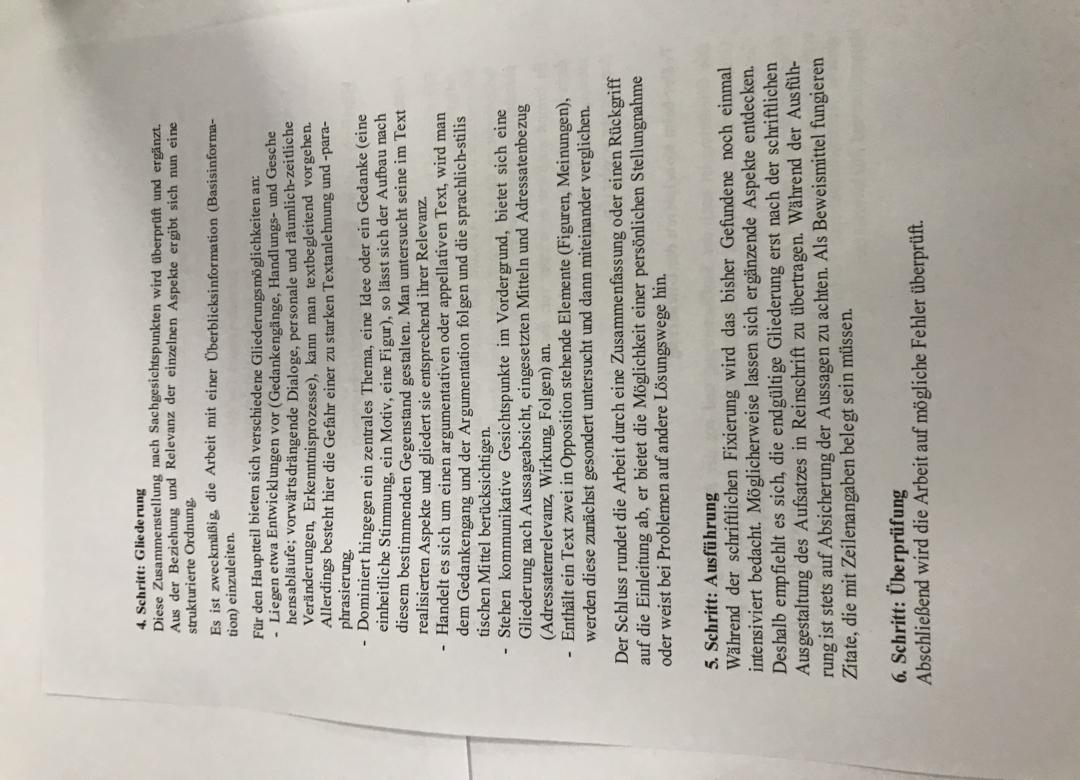 4. Schritt: Gliederung
Diese Zusammenstellung nach Sachgesichtspunkten wird überprüft und ergänzt.
Aus der Beziehung und Relevanz der einzelnen Aspekte ergibt sich nun eine
strukturierte Ordnung.
Es ist zweckmäßig, die Arbeit mit einer Überblicksinformation (Basisinforma-
tion) einzuleiten.
Für den Hauptteil bieten sich verschiedene Gliederungsmöglichkeiten an:
- Liegen etwa Entwicklungen vor (Gedankengänge, Handlungs- und Gesche
hensabläufe; vorwärtsdrängende Dialoge, personale und räumlich-zeitliche
Veränderungen, Erkenntnisprozesse), kann man textbegleitend vorgehen.
Allerdings besteht hier die Gefahr einer zu starken Textanlehnung und -para-
phrasierung.
- Dominiert hingegen ein zentrales Thema, eine Idee oder ein Gedanke (eine
einheitliche Stimmung, ein Motiv, eine Figur), so lässt sich der Aufbau nach
diesem bestimmenden Gegenstand gestalten. Man untersucht seine im Text
realisierten Aspekte und gliedert sie entsprechend ihrer Relevanz.
- Handelt es sich um einen argumentativen oder appellativen Text, wird man
dem Gedankengang und der Argumentation folgen und die sprachlich-stilis
tischen Mittel berücksichtigen.
- Stehen kommunikative Gesichtspunkte im Vordergrund, bietet sich eine
Gliederung nach Aussageabsicht, eingesetzten Mitteln und Adressatenbezug
(Adressatenrelevanz, Wirkung, Folgen) an.
- Enthält ein Text zwei in Opposition stehende Elemente (Figuren, Meinungen),
werden diese zunächst gesondert untersucht und dann miteinander verglichen.
Der Schluss rundet die Arbeit durch eine Zusammenfassung oder einen Rückgriff
auf die Einleitung ab, er bietet die Möglichkeit einer persönlichen Stellungnahme
oder weist bei Problemen auf andere Lösungswege hin.
5. Schritt: Ausführung
Während der schriftlichen Fixierung wird das bisher Gefundene noch einmal
intensiviert bedacht. Möglicherweise lassen sich ergänzende Aspekte entdecken.
Deshalb empfiehlt es sich, die endgültige Gliederung erst nach der schriftlichen
Ausgestaltung des Aufsatzes in Reinschrift zu übertragen. Während der Ausfüh-
rung ist stets auf Absicherung der Aussagen zu achten. Als Beweismittel fungieren
Zitate, die mit Zeilenangaben belegt sein müssen.
6. Schritt: Überprüfung
Abschließend wird die Arbeit auf mögliche Fehler überprüft.